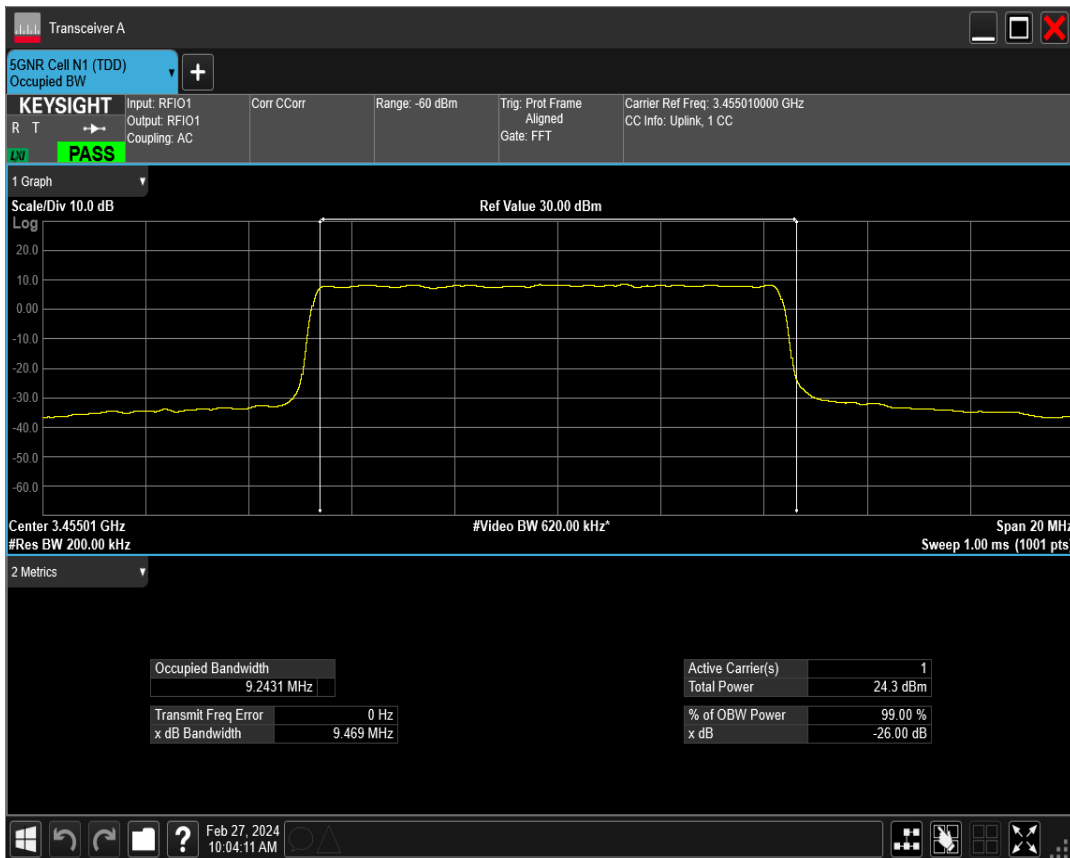 Transceiver A
5GNR Cell N1 (TDD)
Occupied BW
+
KEYSIGHT
R T
LXI
PASS
Input: RFIO1
Output: RFIO1
Coupling: AC
Corr CCorr
Range: -60 dBm
Trig: Prot Frame
Aligned
Gate: FFT
Carrier Ref Freq: 3.455010000 GHz
CC Info: Uplink, 1 CC
1 Graph
Scale/Div 10.0 dB
Ref Value 30.00 dBm
Log
20.0
10.0
0.00
-10.0
-20.0
-30.0
-40.0
-50.0
-60.0
Center 3.45501 GHz
#Video BW 620.00 kHz*
Span 20 MHz
#Res BW 200.00 kHz
Sweep 1.00 ms (1001 pts)
2 Metrics
Occupied Bandwidth
9.2431 MHz
Transmit Freq Error 0 Hz
x dB Bandwidth 9.469 MHz
Active Carrier(s) 1
Total Power 24.3 dBm
% of OBW Power 99.00 %
x dB -26.00 dB
?
Feb 27, 2024
10:04:11 AM